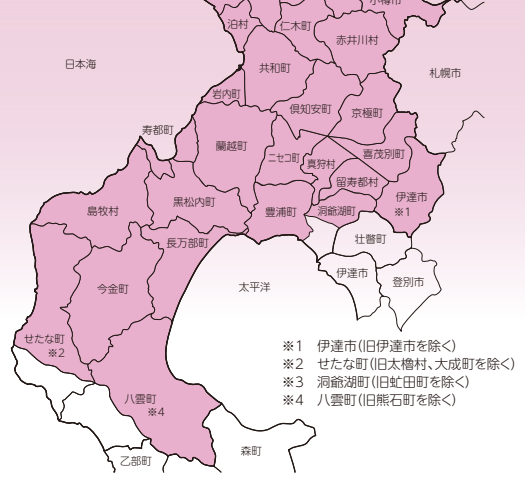 小樽市
泊村
仁木町
赤井川村
日本海
共和町
札幌市
岩内町
倶知安町
京極町
寿都町
蘭越町
ニセコ町
真狩村
喜茂別町
留寿都村
伊達市
※1
島牧村
黒松内町
豊浦町
洞爺湖町
長万部町
壮瞥町
伊達市
登別市
今金町
太平洋
せたな町
※2
※1 伊達市(旧伊達市を除く)
※2 せたな町(旧太櫓村、大成町を除く)
※3 洞爺湖町(旧虻田町を除く)
※4 八雲町(旧熊石町を除く)
八雲町
※4
乙部町
森町